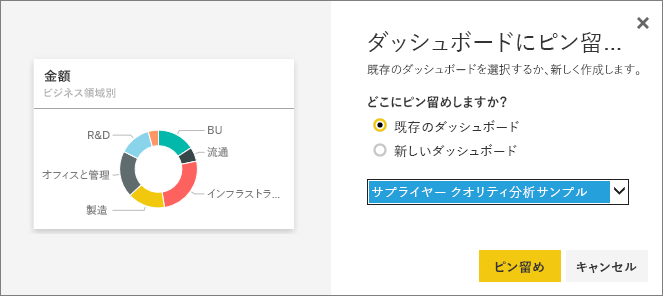 金額
ビジネス領域別
R&D
BU
流通
オフィスと管理
インフラストラ...
製造
ダッシュボードにピン留...
既存のダッシュボードを選択するか、新しく作成します。
どこにピン留めしますか?
既存のダッシュボード
新しいダッシュボード
サプライヤー クオリティ分析サンプル
ピン留め
キャンセル